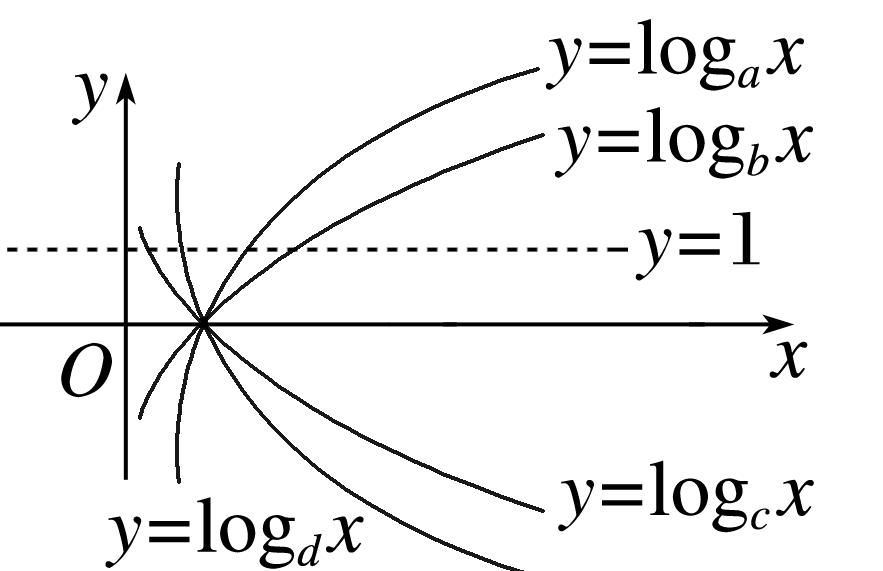 y=logₐx
y
y=log_b x
y=1
O
x
y=log_c x
y=log_d x